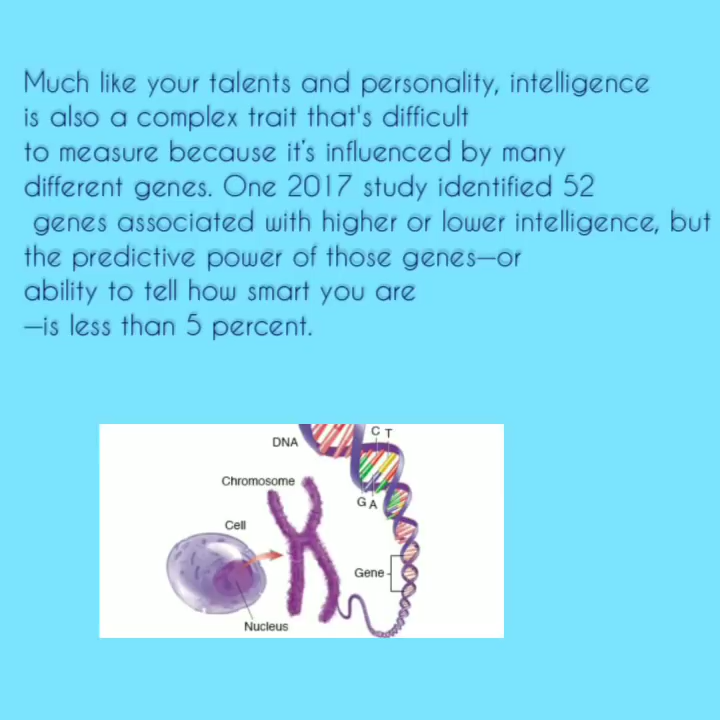 Much like your talents and personality, intelligence
is also a complex trait that's difficult
to measure because it's influenced by many
different genes. One 2017 study identified 52
genes associated with higher or lower intelligence, but
the predictive power of those genes—or
ability to tell how smart you are
—is less than 5 percent.
C T
DNA
Chromosome
G A
Cell
Gene
Nucleus